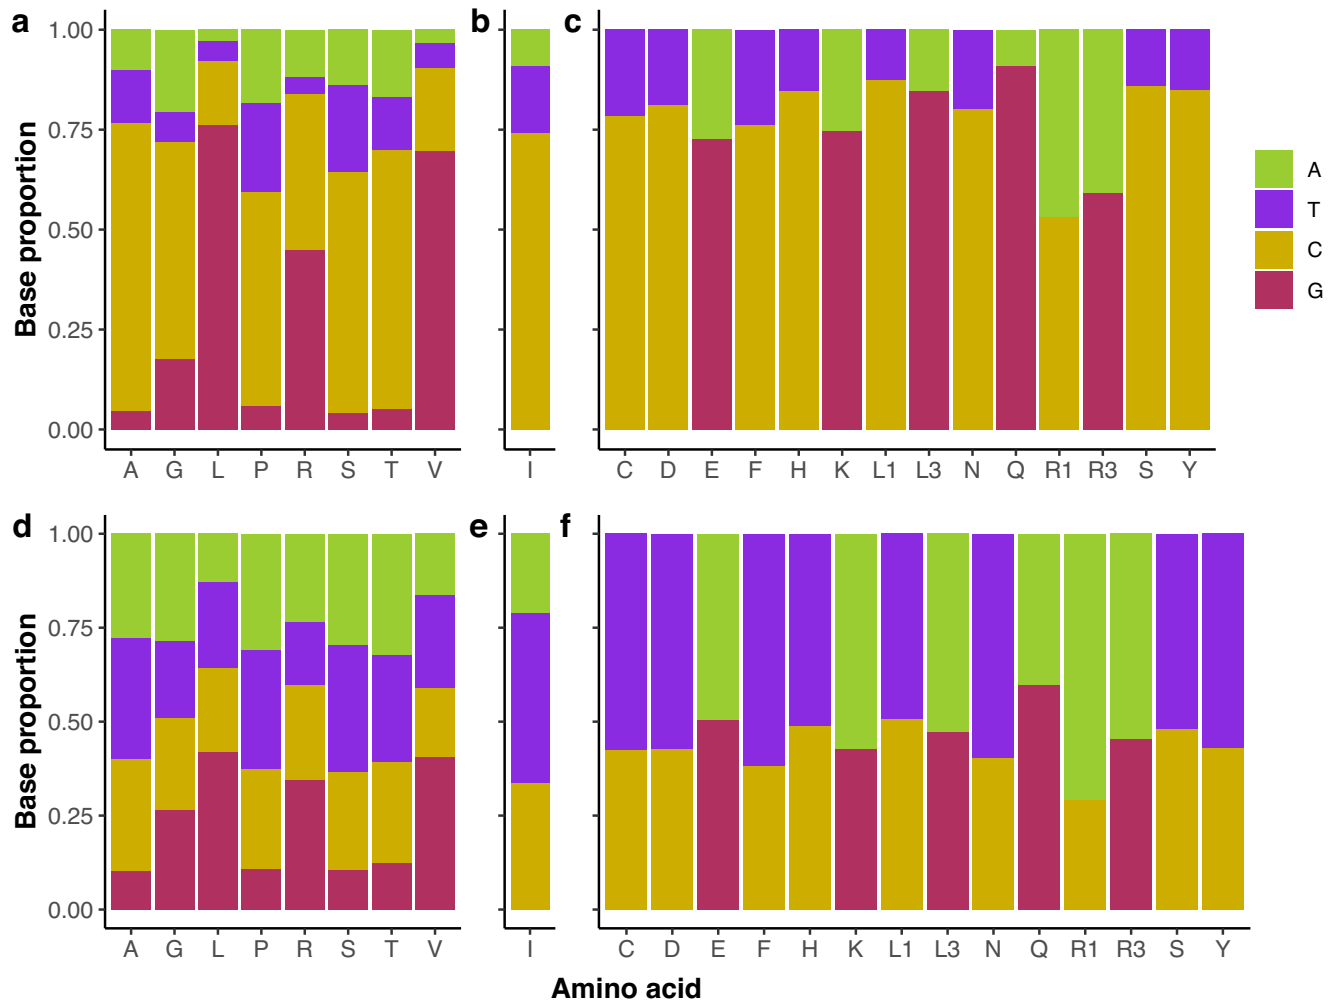 a
b
c
Base proportion
1.00
0.75
0.50
0.25
0.00
A G L P R S T V
I
C D E F H K L1 L3 N Q R1 R3 S Y
A
T
C
G
d
e
f
Base proportion
1.00
0.75
0.50
0.25
0.00
A G L P R S T V
I
C D E F H K L1 L3 N Q R1 R3 S Y
Amino acid